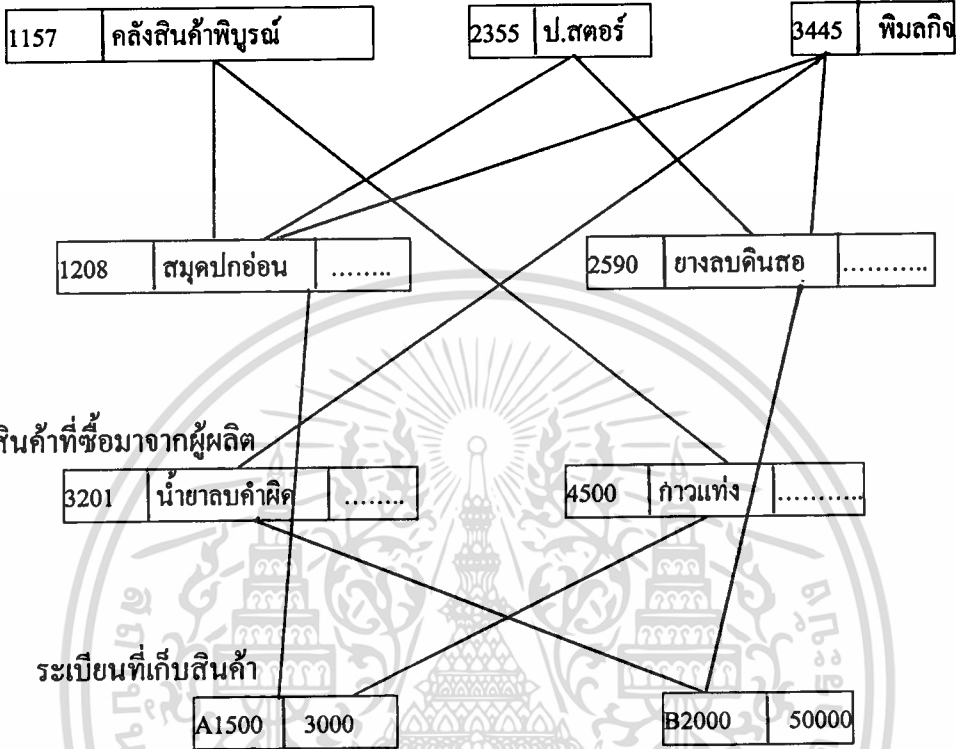 1157 คลังสินค้าพิบูรณ์ 2355 ป.สตอร์ 3445 พิมลกิจ
1208 สมุดปกอ่อน ........ 2590 ยางลบดินสอ ...........
สินค้าที่ซื้อมาจากผู้ผลิต
3201 น้ำยาลบคำผิด ........ 4500 กาวแท่ง ...........
ระเบียนที่เก็บสินค้า
A1500 3000 B2000 50000